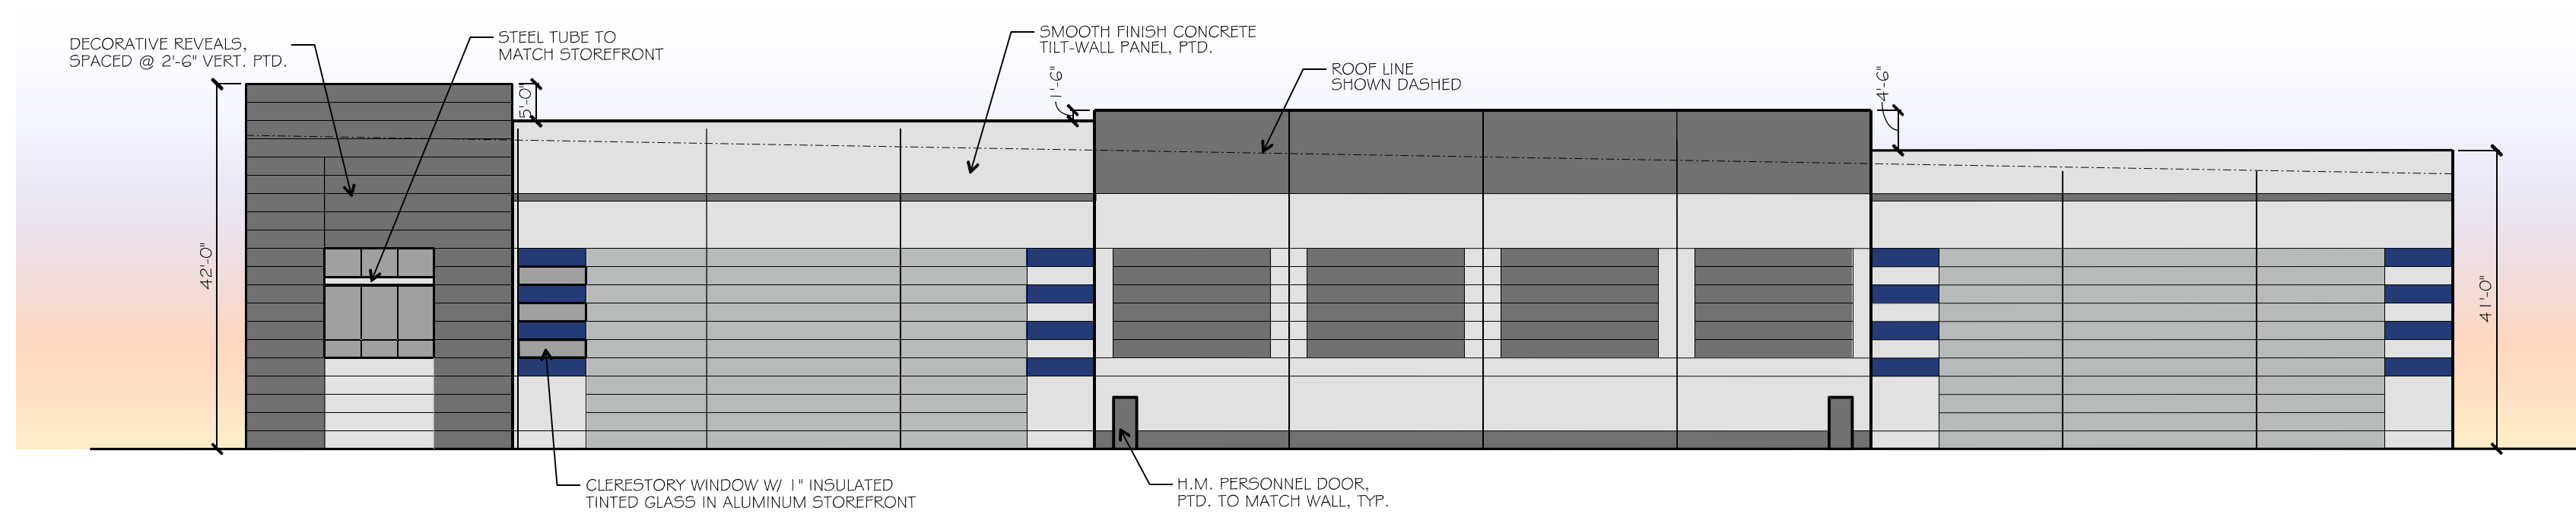 DECORATIVE REVEALS,
SPACED @ 2'-6" VERT. PTD.
STEEL TUBE TO
MATCH STOREFRONT
SMOOTH FINISH CONCRETE
TILT-WALL PANEL, PTD.
ROOF LINE
SHOWN DASHED
5'-0"
1'-6"
4'-6"
42'-0"
41'-0"
CLERESTORY WINDOW W/ 1" INSULATED
TINTED GLASS IN ALUMINUM STOREFRONT
H.M. PERSONNEL DOOR,
PTD. TO MATCH WALL, TYP.